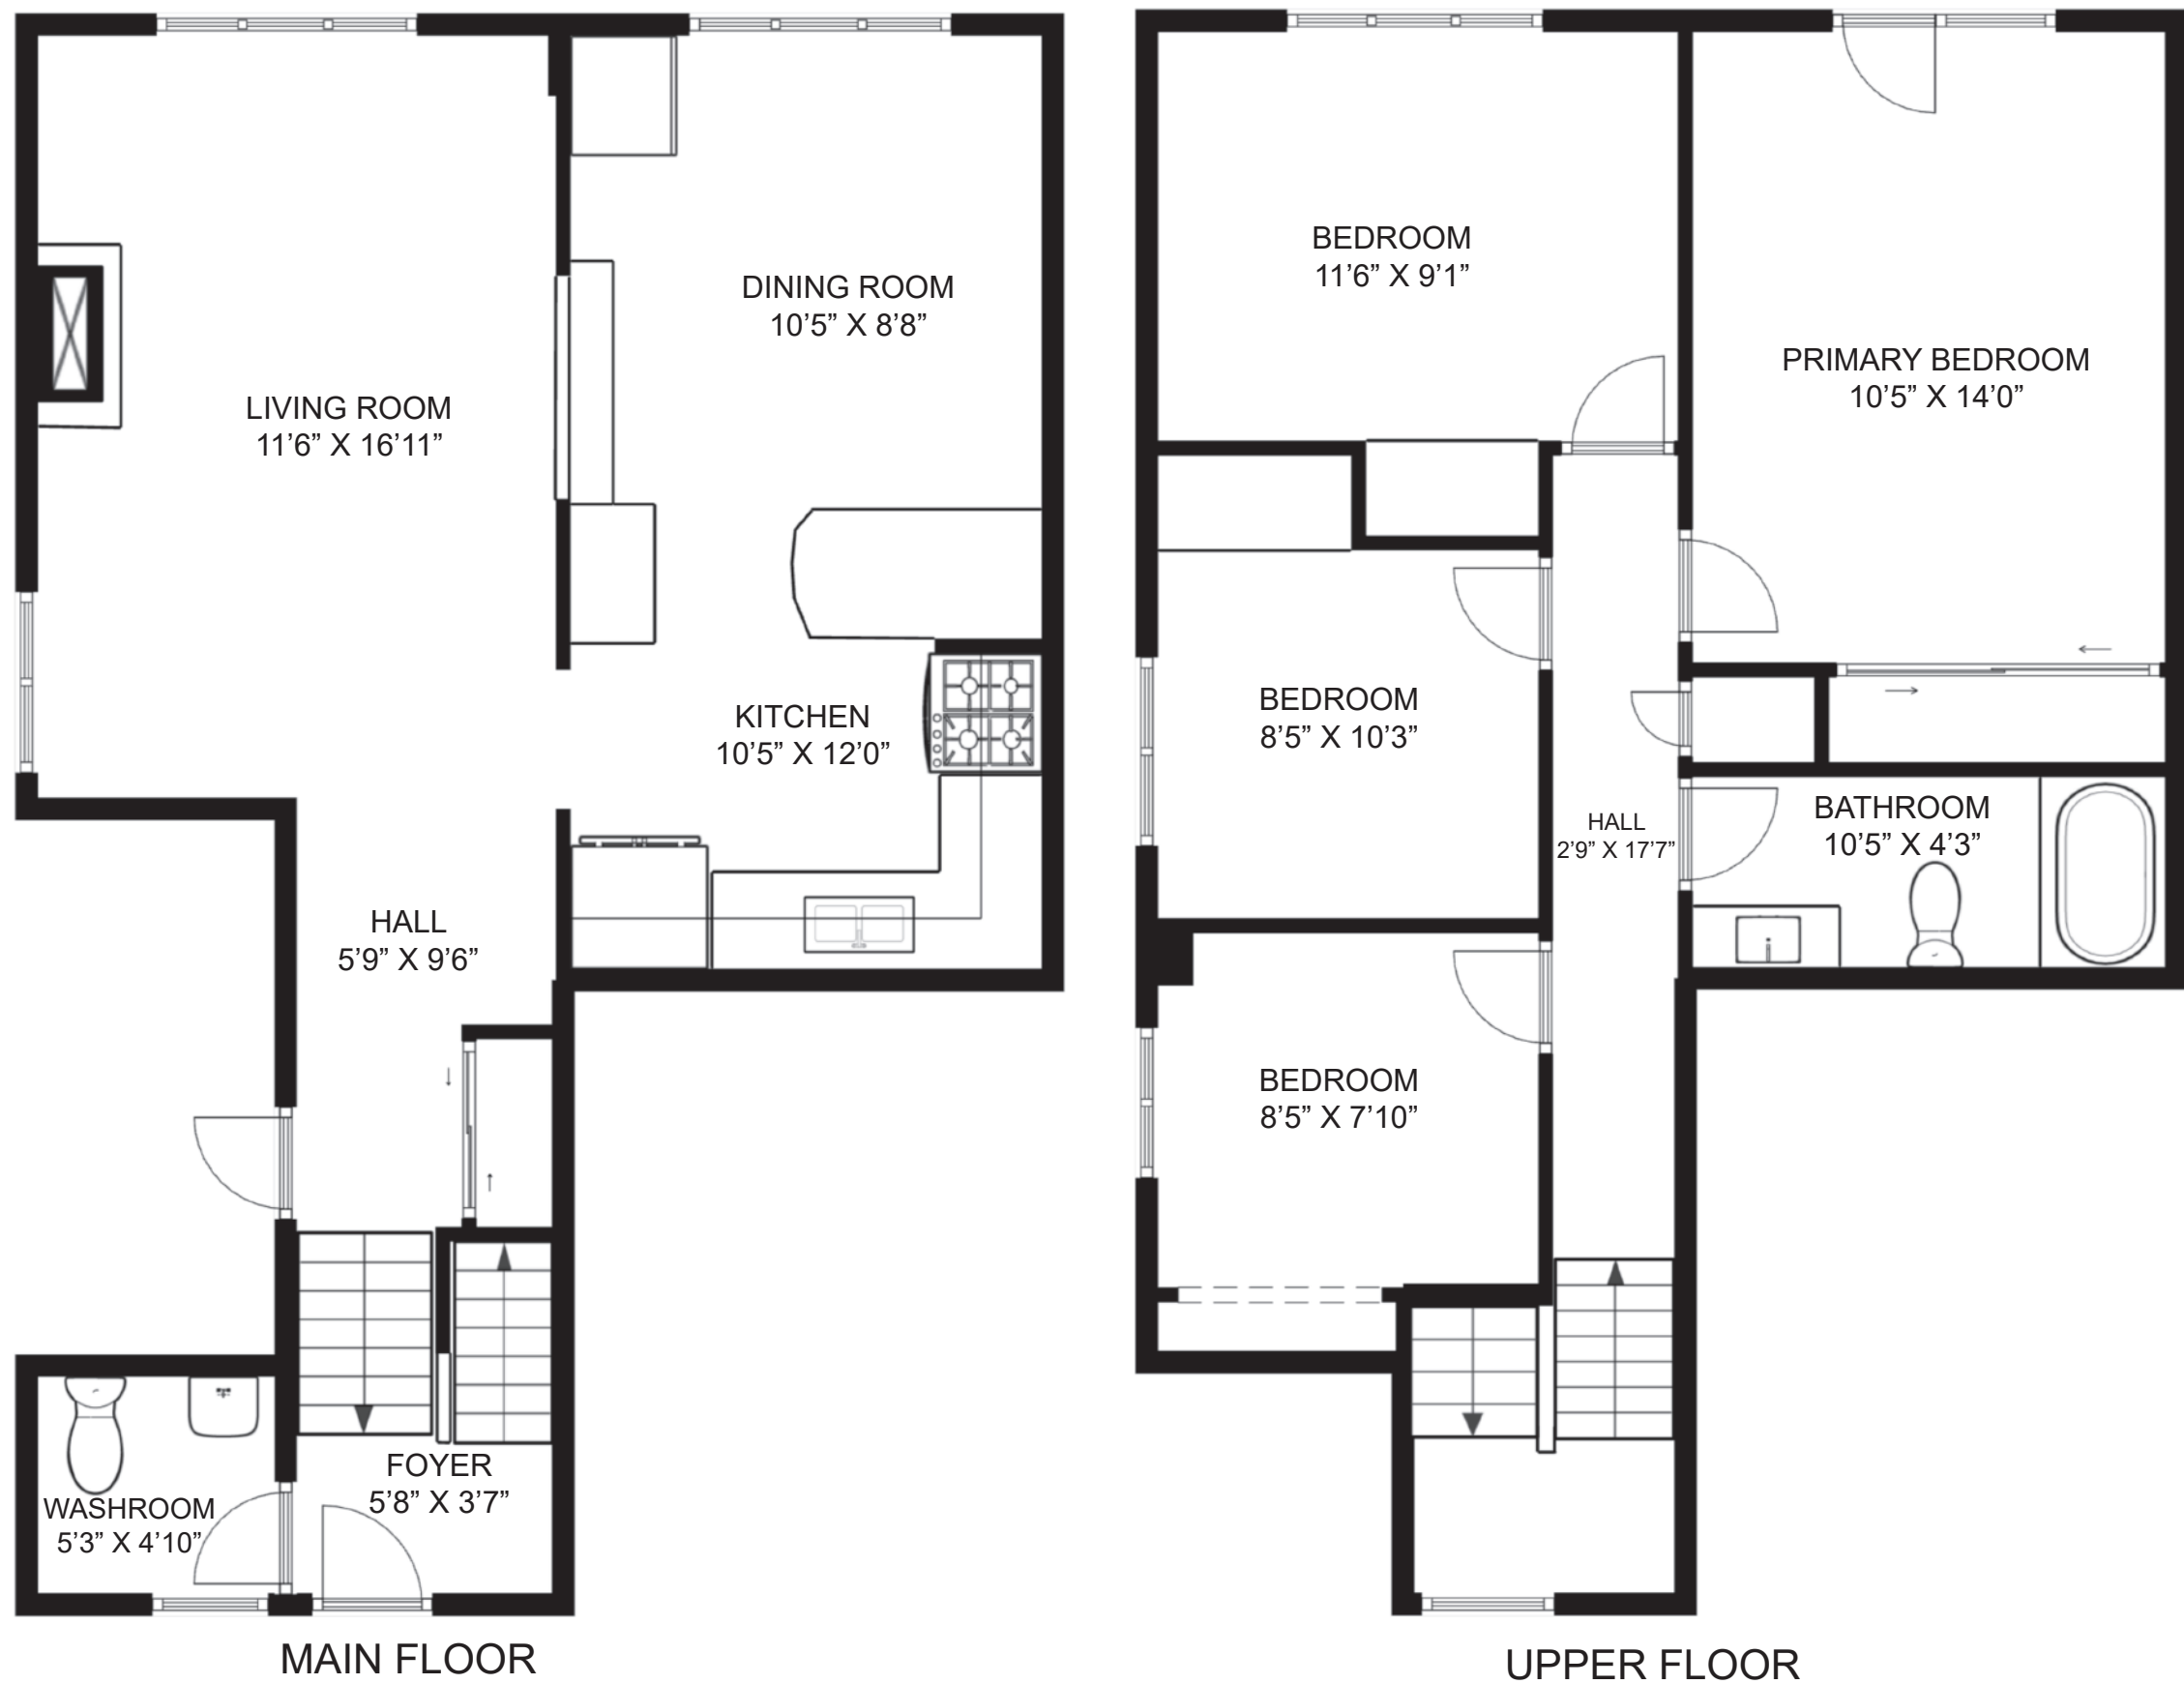 LIVING ROOM
11’6” X 16’11”
DINING ROOM
10’5” X 8’8”
KITCHEN
10’5” X 12’0”
HALL
5’9” X 9’6”
FOYER
5’8” X 3’7”
WASHROOM
5’3” X 4’10”
MAIN FLOOR
BEDROOM
11’6” X 9’1”
PRIMARY BEDROOM
10’5” X 14’0”
BEDROOM
8’5” X 10’3”
HALL
2’9” X 17’7”
BATHROOM
10’5” X 4’3”
BEDROOM
8’5” X 7’10”
UPPER FLOOR